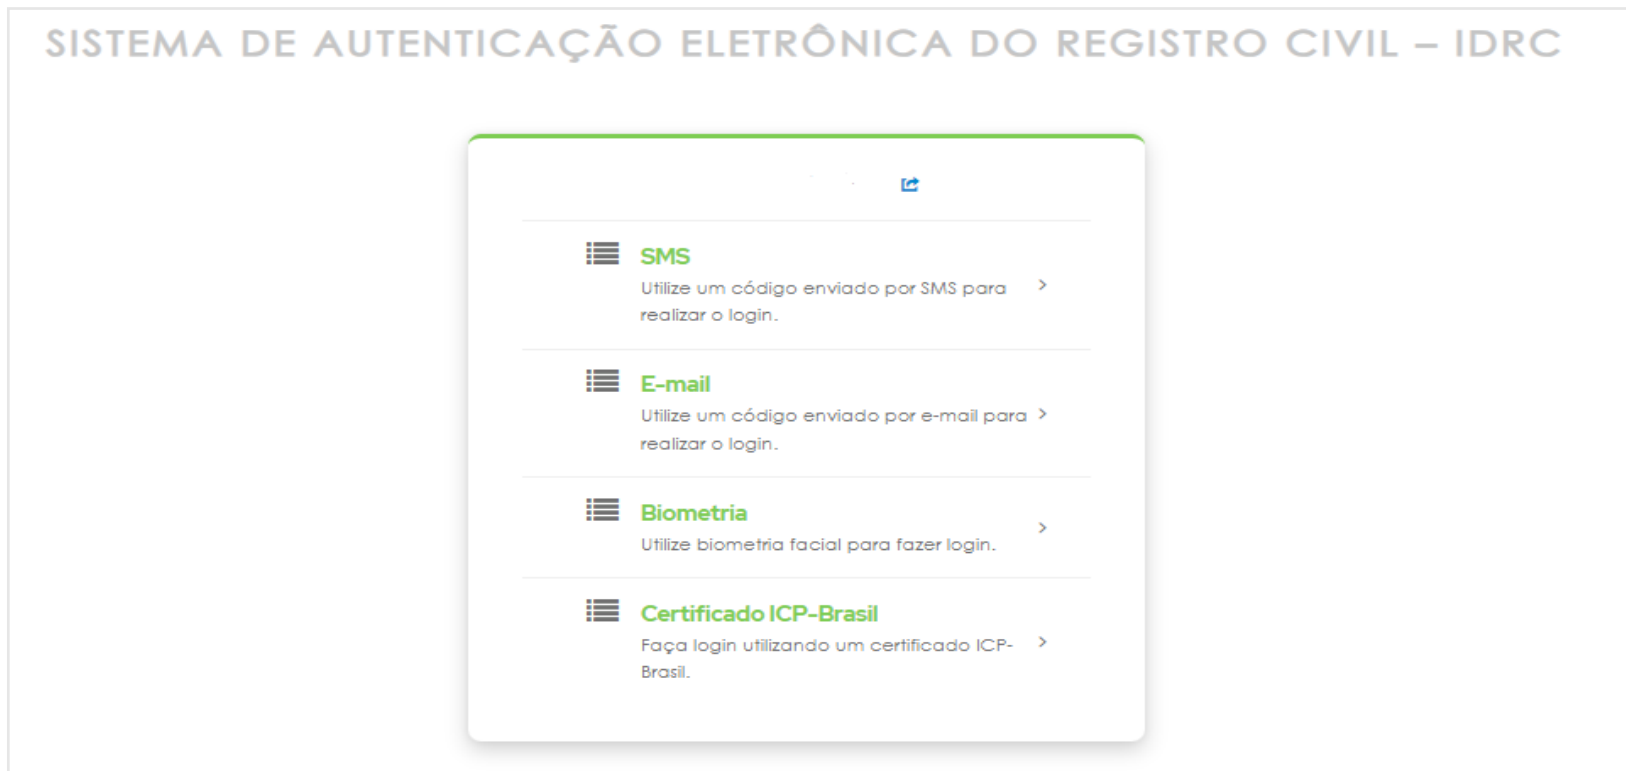 SISTEMA DE AUTENTICAÇÃO ELETRÔNICA DO REGISTRO CIVIL – IDRC
SMS
Utilize um código enviado por SMS para
realizar o login.
E-mail
Utilize um código enviado por e-mail para
realizar o login.
Biometria
Utilize biometria facial para fazer login.
Certificado ICP-Brasil
Faça login utilizando um certificado ICP-
Brasil.